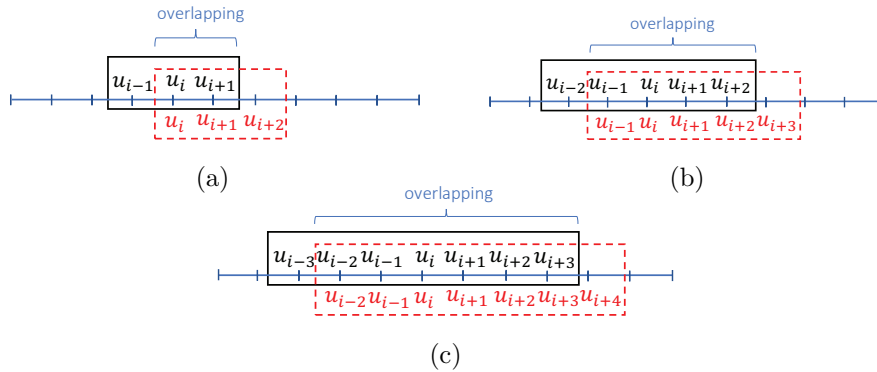 overlapping
u_{i-1} u_i u_{i+1}
u_i u_{i+1} u_{i+2}
(a)
overlapping
u_{i-2} u_{i-1} u_i u_{i+1} u_{i+2}
u_{i-1} u_i u_{i+1} u_{i+2} u_{i+3}
(b)
overlapping
u_{i-3} u_{i-2} u_{i-1} u_i u_{i+1} u_{i+2} u_{i+3}
u_{i-2} u_{i-1} u_i u_{i+1} u_{i+2} u_{i+3} u_{i+4}
(c)